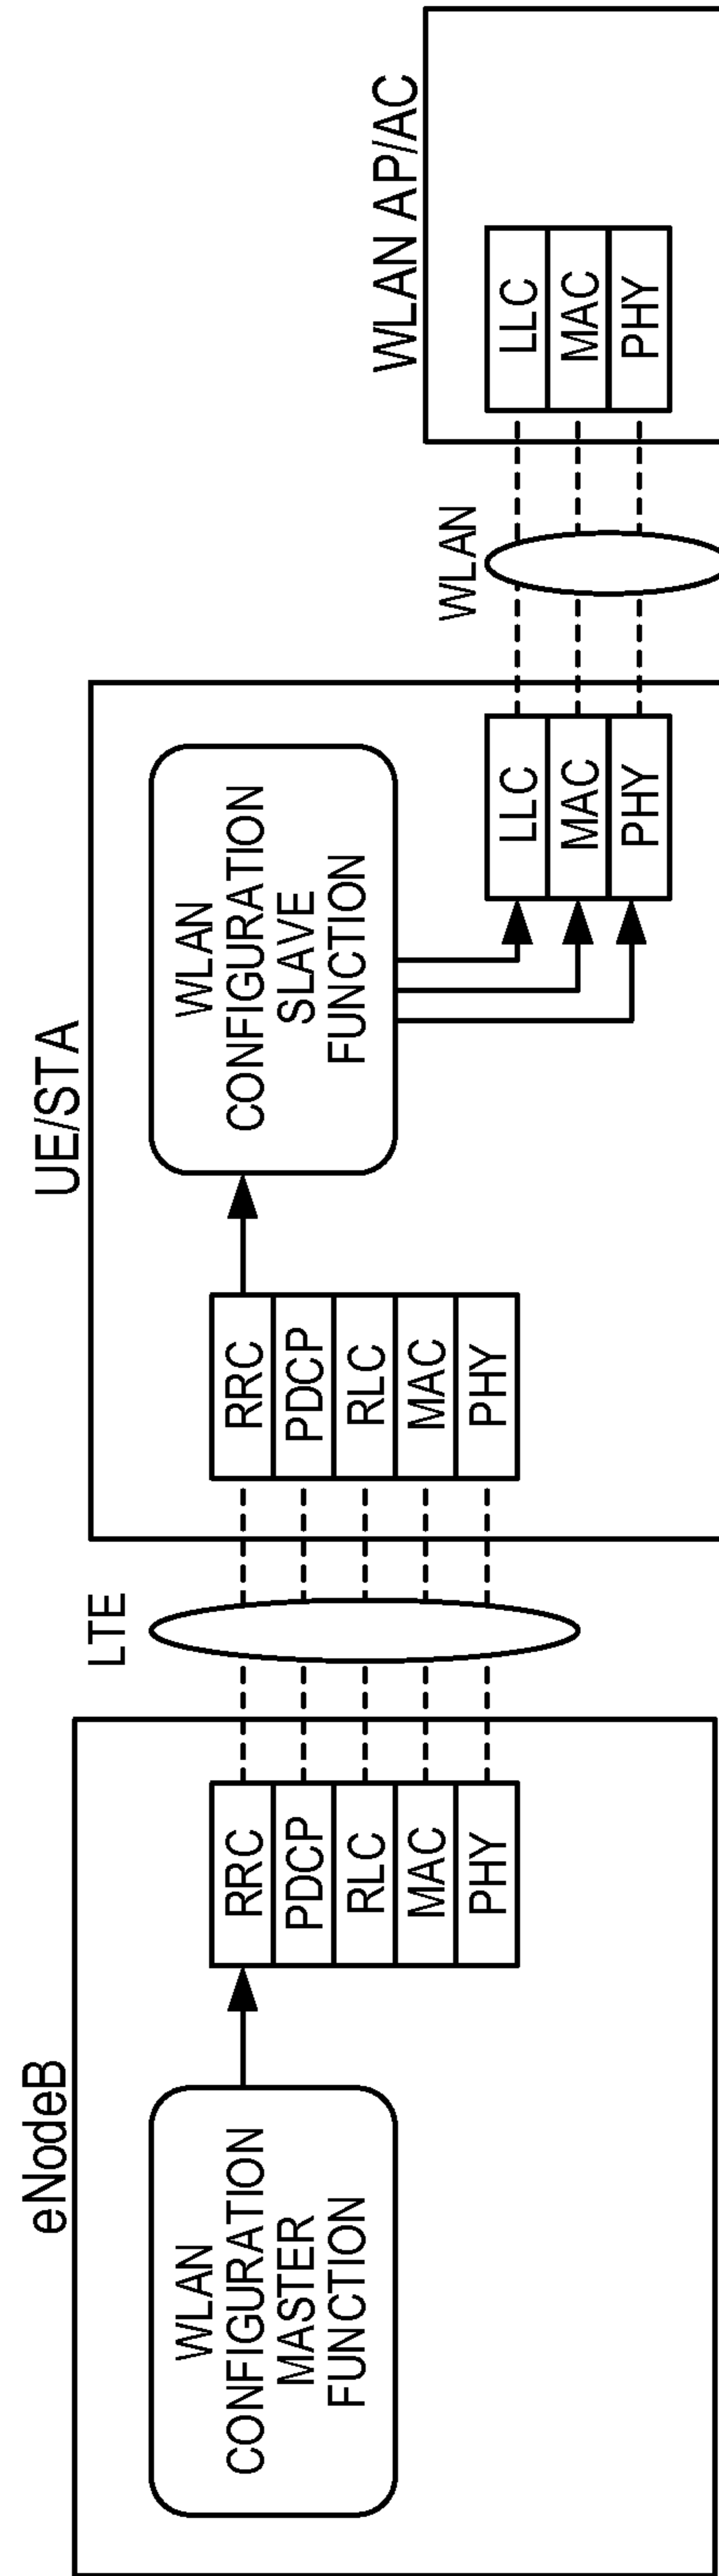 eNodeB
WLAN
CONFIGURATION
MASTER
FUNCTION
RRC
PDCP
RLC
MAC
PHY
LTE
UE/STA
RRC
PDCP
RLC
MAC
PHY
WLAN
CONFIGURATION
SLAVE
FUNCTION
LLC
MAC
PHY
WLAN
WLAN AP/AC
LLC
MAC
PHY